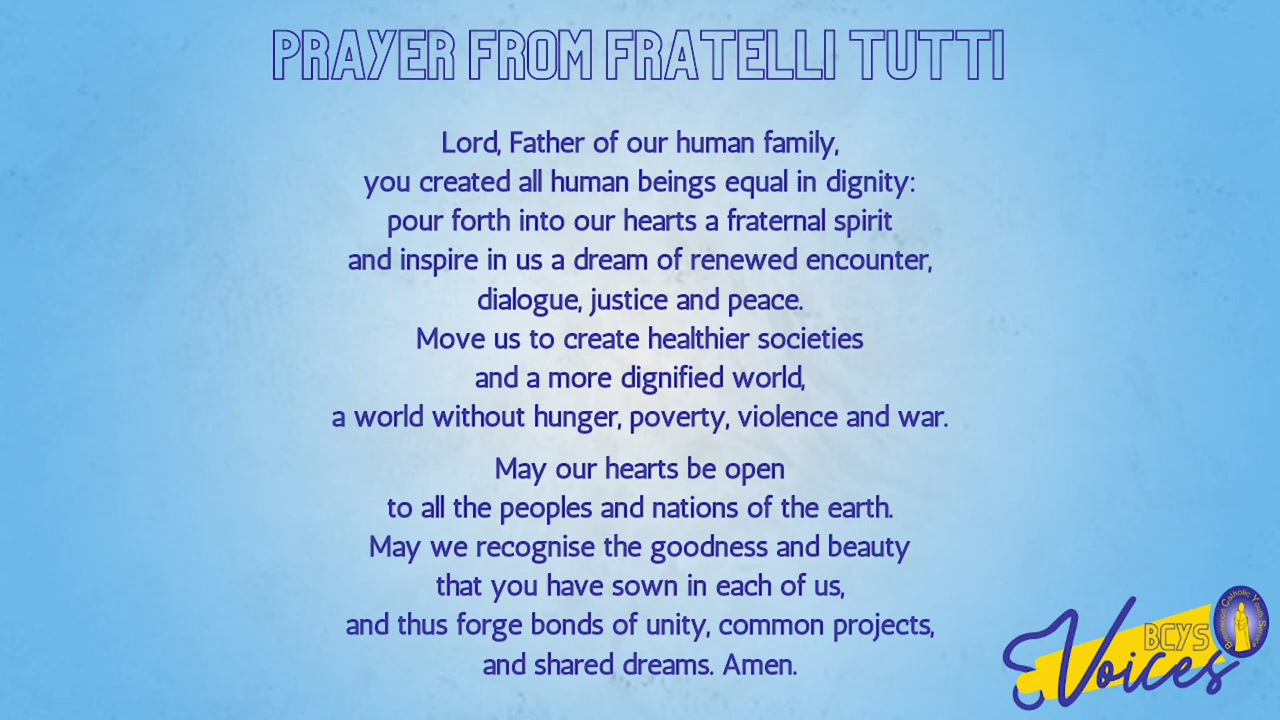 PRAYER FROM FRATELLI TUTTI
Lord, Father of our human family,
you created all human beings equal in dignity:
pour forth into our hearts a fraternal spirit
and inspire in us a dream of renewed encounter,
dialogue, justice and peace.
Move us to create healthier societies
and a more dignified world,
a world without hunger, poverty, violence and war.
May our hearts be open
to all the peoples and nations of the earth.
May we recognise the goodness and beauty
that you have sown in each of us,
and thus forge bonds of unity, common projects,
and shared dreams. Amen.
BCYS
Voices
Brentwood Catholic Youth Service